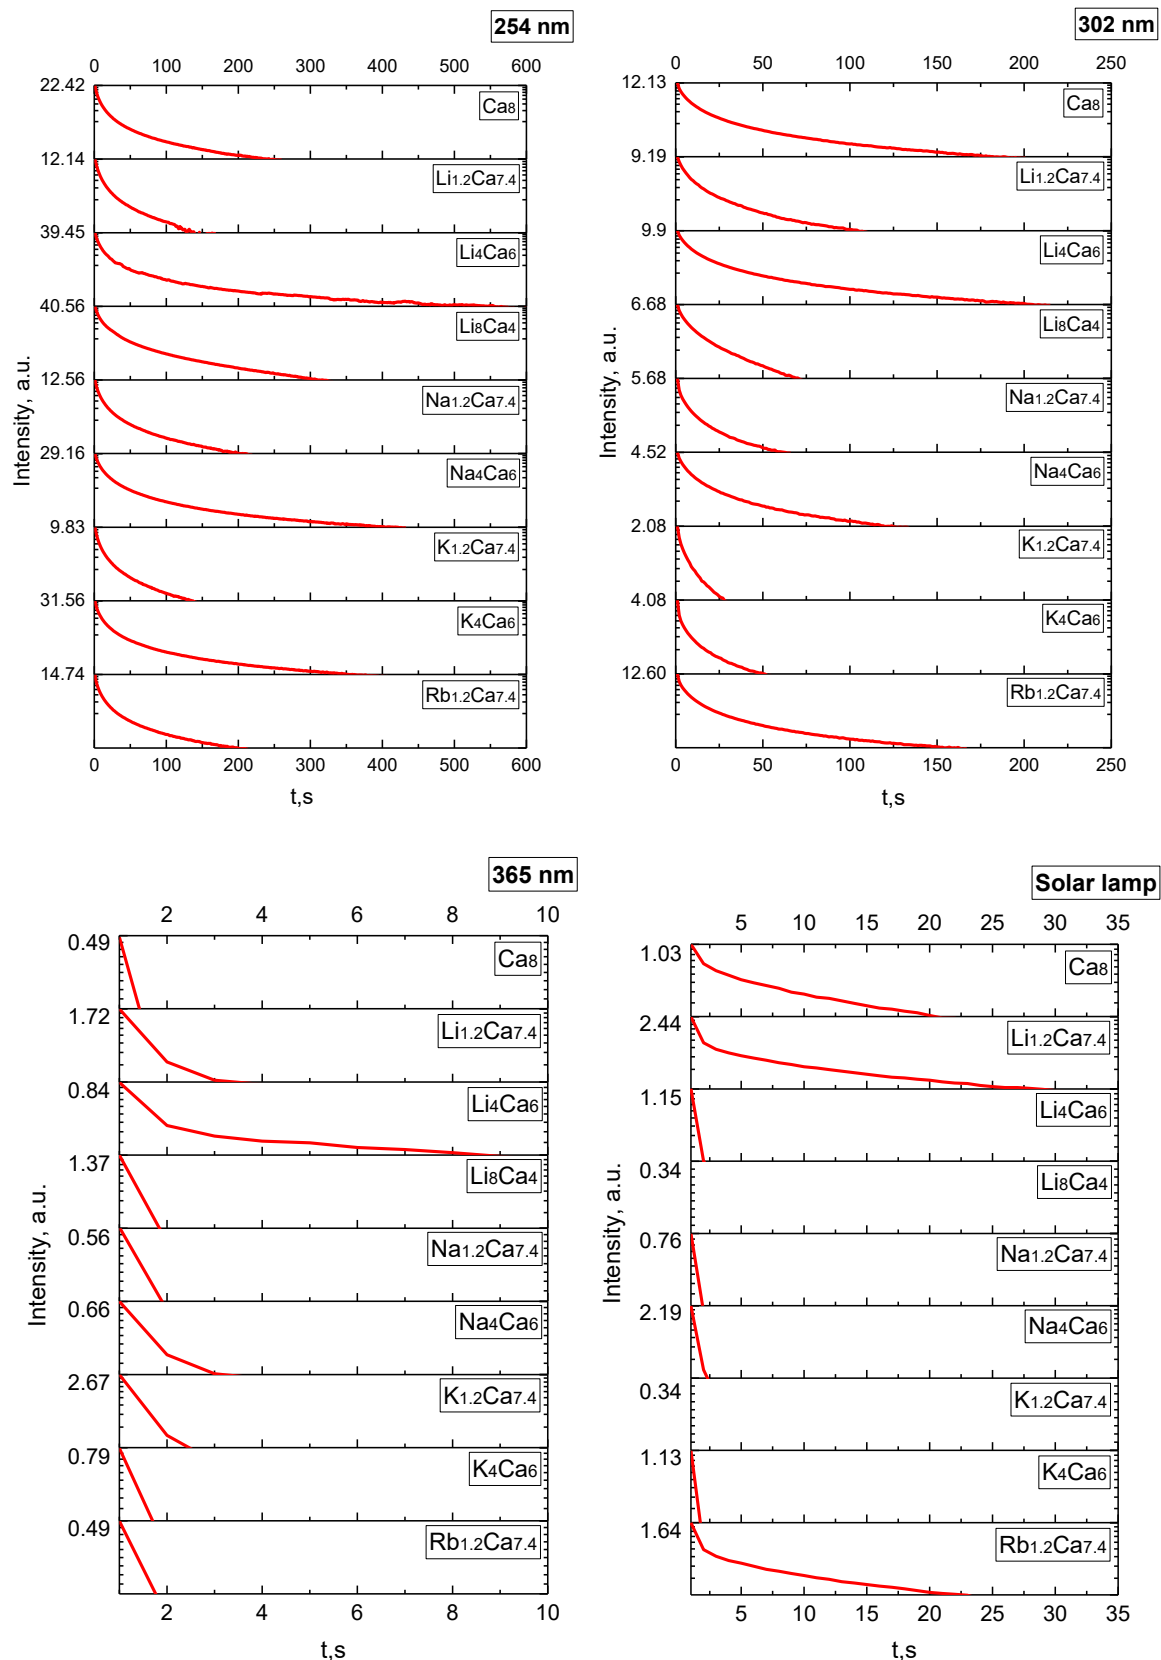 254 nm
0 100 200 300 400 500 600
22.42
Ca8
12.14
Li1.2Ca7.4
39.45
Li4Ca6
40.56
Li8Ca4
12.56
Na1.2Ca7.4
29.16
Na4Ca6
9.83
K1.2Ca7.4
31.56
K4Ca6
14.74
Rb1.2Ca7.4
Intensity, a.u.
0 100 200 300 400 500 600
t,s
302 nm
0 50 100 150 200 250
12.13
Ca8
9.19
Li1.2Ca7.4
9.9
Li4Ca6
6.68
Li8Ca4
5.68
Na1.2Ca7.4
4.52
Na4Ca6
2.08
K1.2Ca7.4
4.08
K4Ca6
12.60
Rb1.2Ca7.4
Intensity, a.u.
0 50 100 150 200 250
t,s
365 nm
2 4 6 8 10
0.49
Ca8
1.72
Li1.2Ca7.4
0.84
Li4Ca6
1.37
Li8Ca4
0.56
Na1.2Ca7.4
0.66
Na4Ca6
2.67
K1.2Ca7.4
0.79
K4Ca6
0.49
Rb1.2Ca7.4
Intensity, a.u.
2 4 6 8 10
t,s
Solar lamp
5 10 15 20 25 30 35
1.03
Ca8
2.44
Li1.2Ca7.4
1.15
Li4Ca6
0.34
Li8Ca4
0.76
Na1.2Ca7.4
2.19
Na4Ca6
0.34
K1.2Ca7.4
1.13
K4Ca6
1.64
Rb1.2Ca7.4
Intensity, a.u.
5 10 15 20 25 30 35
t,s